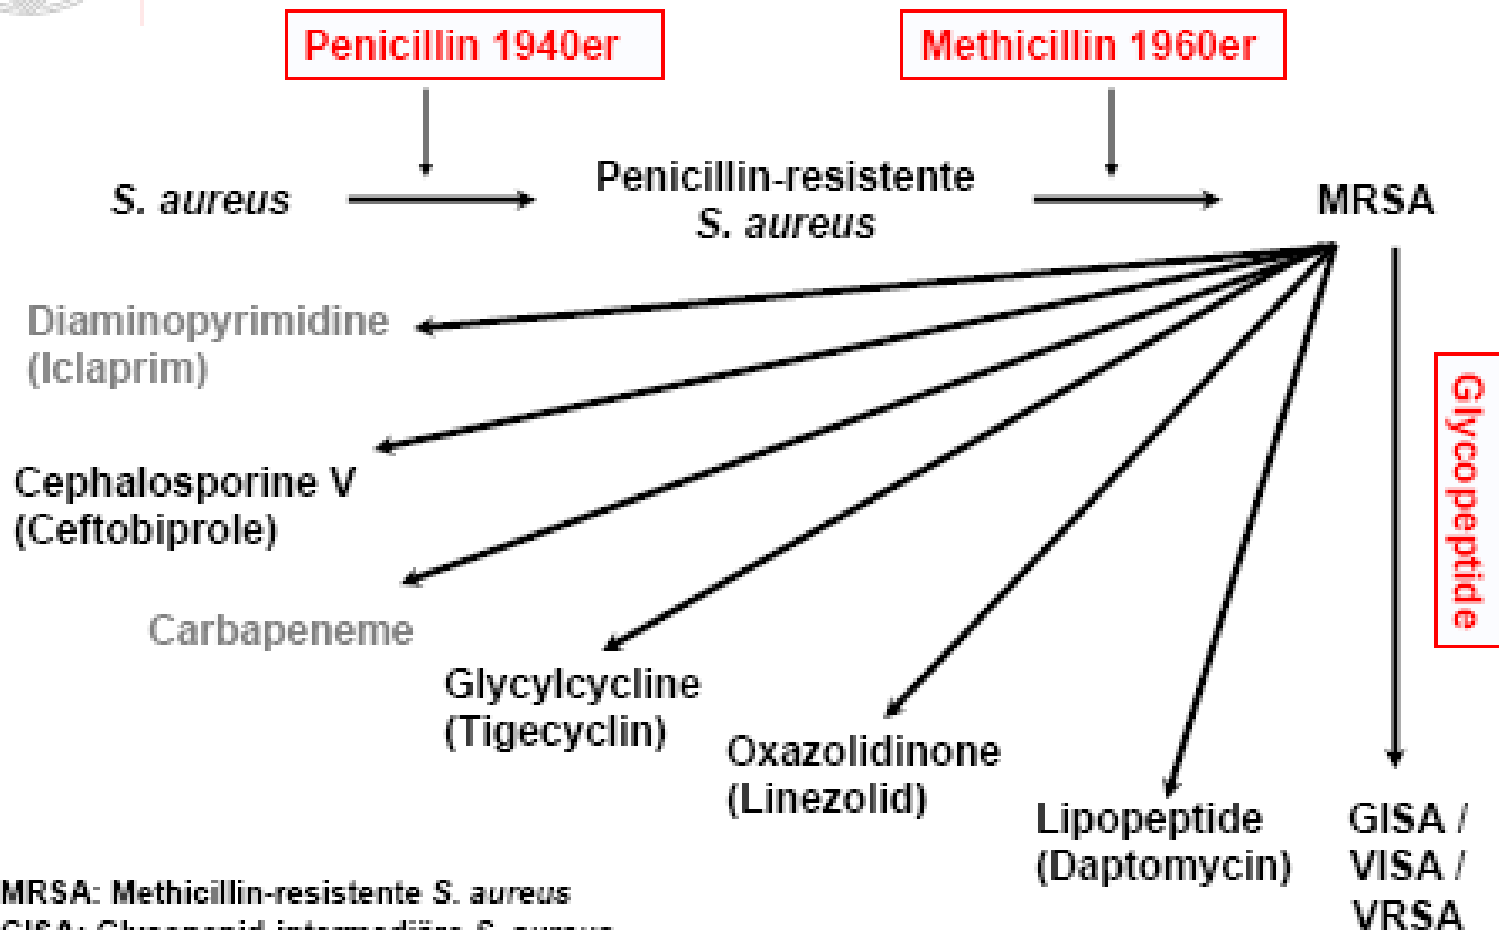 Penicillin 1940er
Methicillin 1960er
S. aureus
Penicillin-resistente
S. aureus
MRSA
Diaminopyrimidine
(Iclaprim)
Cephalosporine V
(Ceftobiprole)
Carbapeneme
Glycylcycline
(Tigecyclin)
Oxazolidinone
(Linezolid)
Lipopeptide
(Daptomycin)
Glycopeptide
GISA /
VISA /
VRSA
MRSA: Methicillin-resistente S. aureus